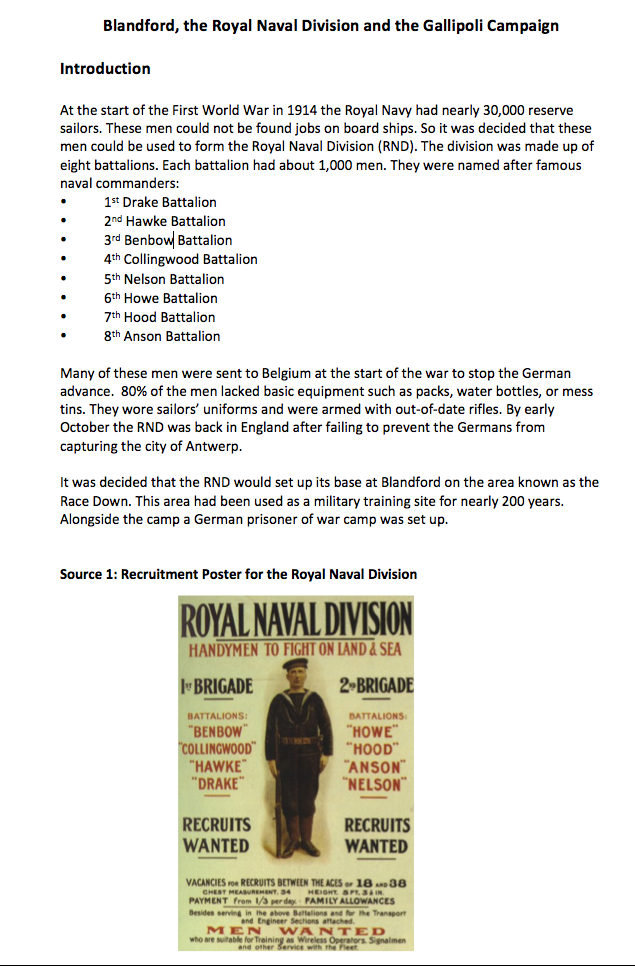 Blandford, the Royal Naval Division and the Gallipoli Campaign
Introduction
At the start of the First World War in 1914 the Royal Navy had nearly 30,000 reserve
sailors. These men could not be found jobs on board ships. So it was decided that these
men could be used to form the Royal Naval Division (RND). The division was made up of
eight battalions. Each battalion had about 1,000 men. They were named after famous
naval commanders:
• 1st Drake Battalion
• 2nd Hawke Battalion
• 3rd Benbow Battalion
• 4th Collingwood Battalion
• 5th Nelson Battalion
• 6th Howe Battalion
• 7th Hood Battalion
• 8th Anson Battalion
Many of these men were sent to Belgium at the start of the war to stop the German
advance.  80% of the men lacked basic equipment such as packs, water bottles, or mess
tins. They wore sailors’ uniforms and were armed with out-of-date rifles. By early
October the RND was back in England after failing to prevent the Germans from
capturing the city of Antwerp.
It was decided that the RND would set up its base at Blandford on the area known as the
Race Down. This area had been used as a military training site for nearly 200 years.
Alongside the camp a German prisoner of war camp was set up.
Source 1: Recruitment Poster for the Royal Naval Division
ROYAL NAVAL DIVISION
HANDYMEN TO FIGHT ON LAND & SEA
1ST BRIGADE
BATTALIONS:
"BENBOW"
"COLLINGWOOD"
"HAWKE"
"DRAKE"
RECRUITS
WANTED
2ND BRIGADE
BATTALIONS:
"HOWE"
"HOOD"
"ANSON"
"NELSON"
RECRUITS
WANTED
VACANCIES FOR RECRUITS BETWEEN THE AGES OF 18 AND 38
CHEST MEASUREMENT. 34 HEIGHT. 5 FT. 3½ IN.
PAYMENT from 1/3 per day. FAMILY ALLOWANCES
Besides serving in the above Battalions and for the Transport
and Engineer Sections attached.
MEN WANTED
who are suitable for Training as Wireless Operators, Signalmen
and other Service with the Fleet.